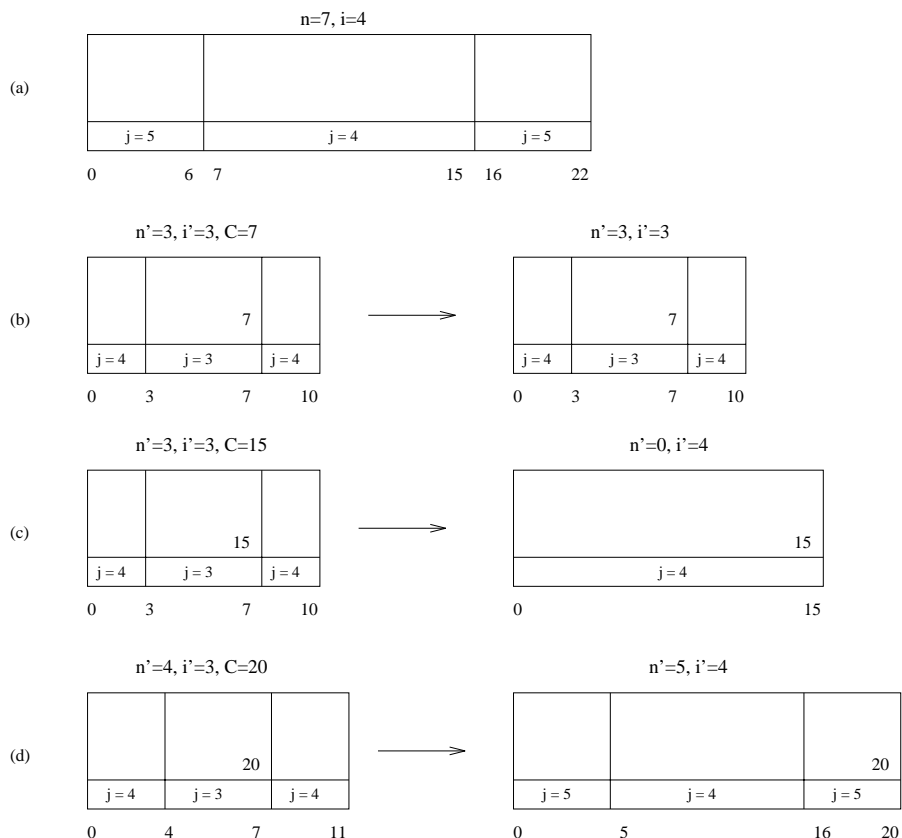 n=7, i=4
(a)
j = 5 j = 4 j = 5
0 6 7 15 16 22
n’=3, i’=3, C=7 n’=3, i’=3
(b)
7 7
j = 4 j = 3 j = 4 j = 4 j = 3 j = 4
0 3 7 10 0 3 7 10
n’=3, i’=3, C=15 n’=0, i’=4
(c)
15 15
j = 4 j = 3 j = 4 j = 4
0 3 7 10 0 15
n’=4, i’=3, C=20 n’=5, i’=4
(d)
20 20
j = 4 j = 3 j = 4 j = 5 j = 4 j = 5
0 4 7 11 0 5 16 20